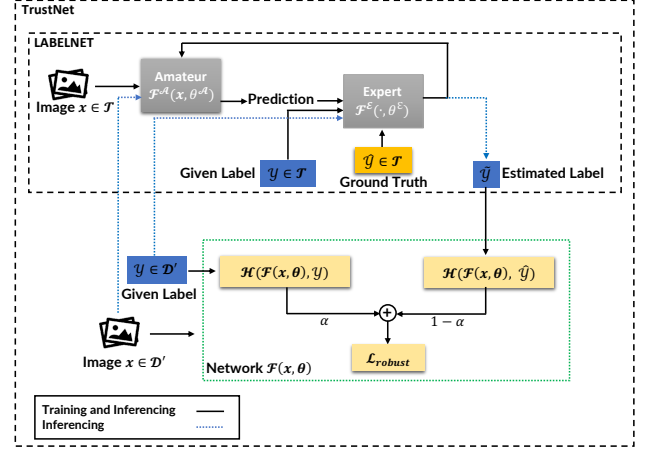 TrustNet
LABELNET
Amateur
𝓕^𝒜(𝒙, θ^𝒜)
Image 𝒙 ∈ 𝓣
Prediction
Expert
𝓕^ℰ(·, θ^ℰ)
Given Label
𝒴 ∈ 𝓣
ŷ ∈ 𝓣
Ground Truth
ỹ
Estimated Label
𝒴 ∈ 𝓓′
Given Label
𝓗(𝓕(𝒙, 𝜽), 𝒴)
𝓗(𝓕(𝒙, 𝜽), ŷ)
+
α
1 − α
Image 𝒙 ∈ 𝓓′
Network 𝓕(𝒙, 𝜽)
𝓛_robust
Training and Inferencing
Inferencing